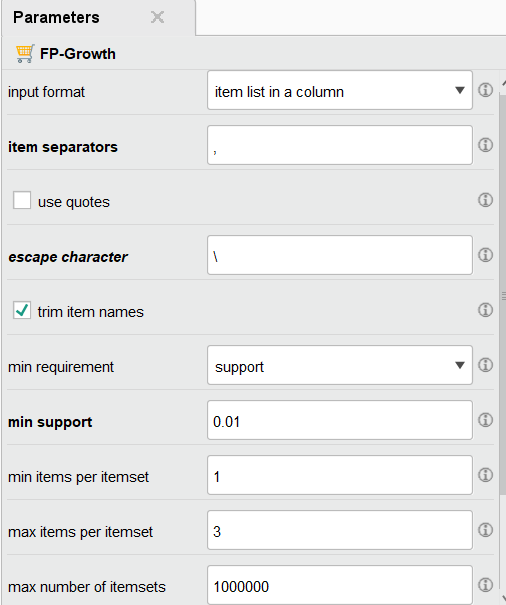 Parameters
FP-Growth
input format item list in a column
item separators ,
use quotes
escape character \
trim item names
min requirement support
min support 0.01
min items per itemset 1
max items per itemset 3
max number of itemsets 1000000